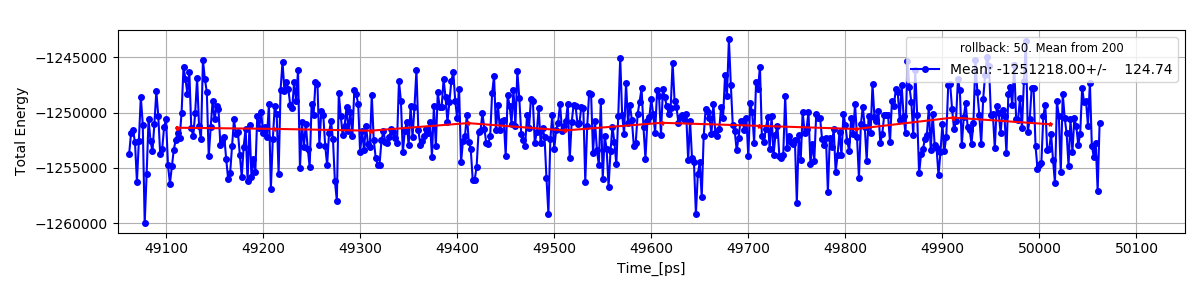 rollback: 50. Mean from 200
Mean: -1251218.00+/- 124.74
Total Energy
−1245000
−1250000
−1255000
−1260000
49100 49200 49300 49400 49500 49600 49700 49800 49900 50000 50100
Time_[ps]